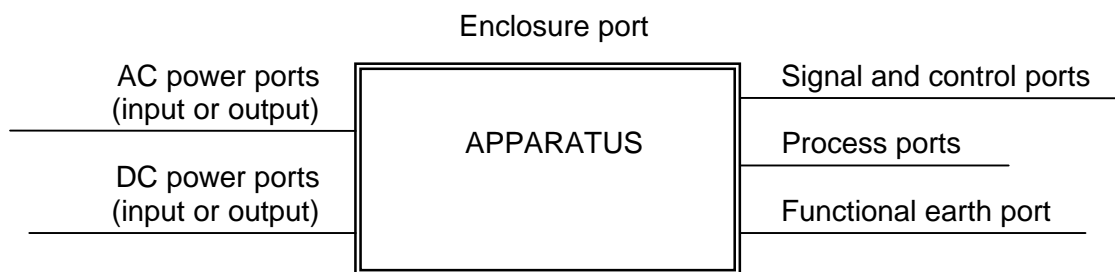 Enclosure port
AC power ports
(input or output)
DC power ports
(input or output)
APPARATUS
Signal and control ports
Process ports
Functional earth port